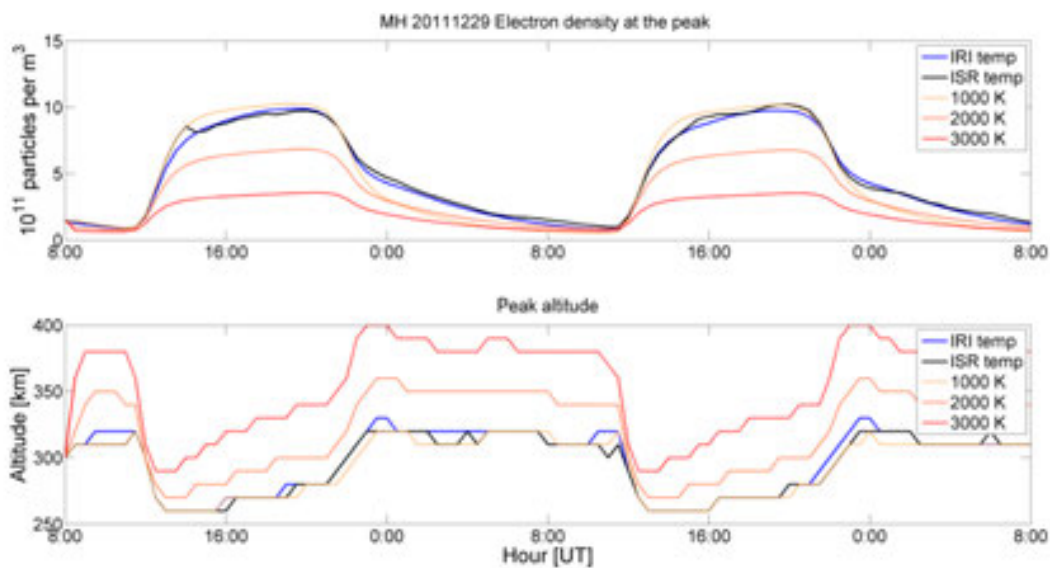 MH 20111229 Electron density at the peak
10¹¹ particles per m³
15
10
5
0
IRI temp
ISR temp
1000 K
2000 K
3000 K
8:00 16:00 0:00 8:00 16:00 0:00 8:00
Peak altitude
Altitude [km]
400
350
300
250
IRI temp
ISR temp
1000 K
2000 K
3000 K
8:00 16:00 0:00 8:00 16:00 0:00 8:00
Hour [UT]